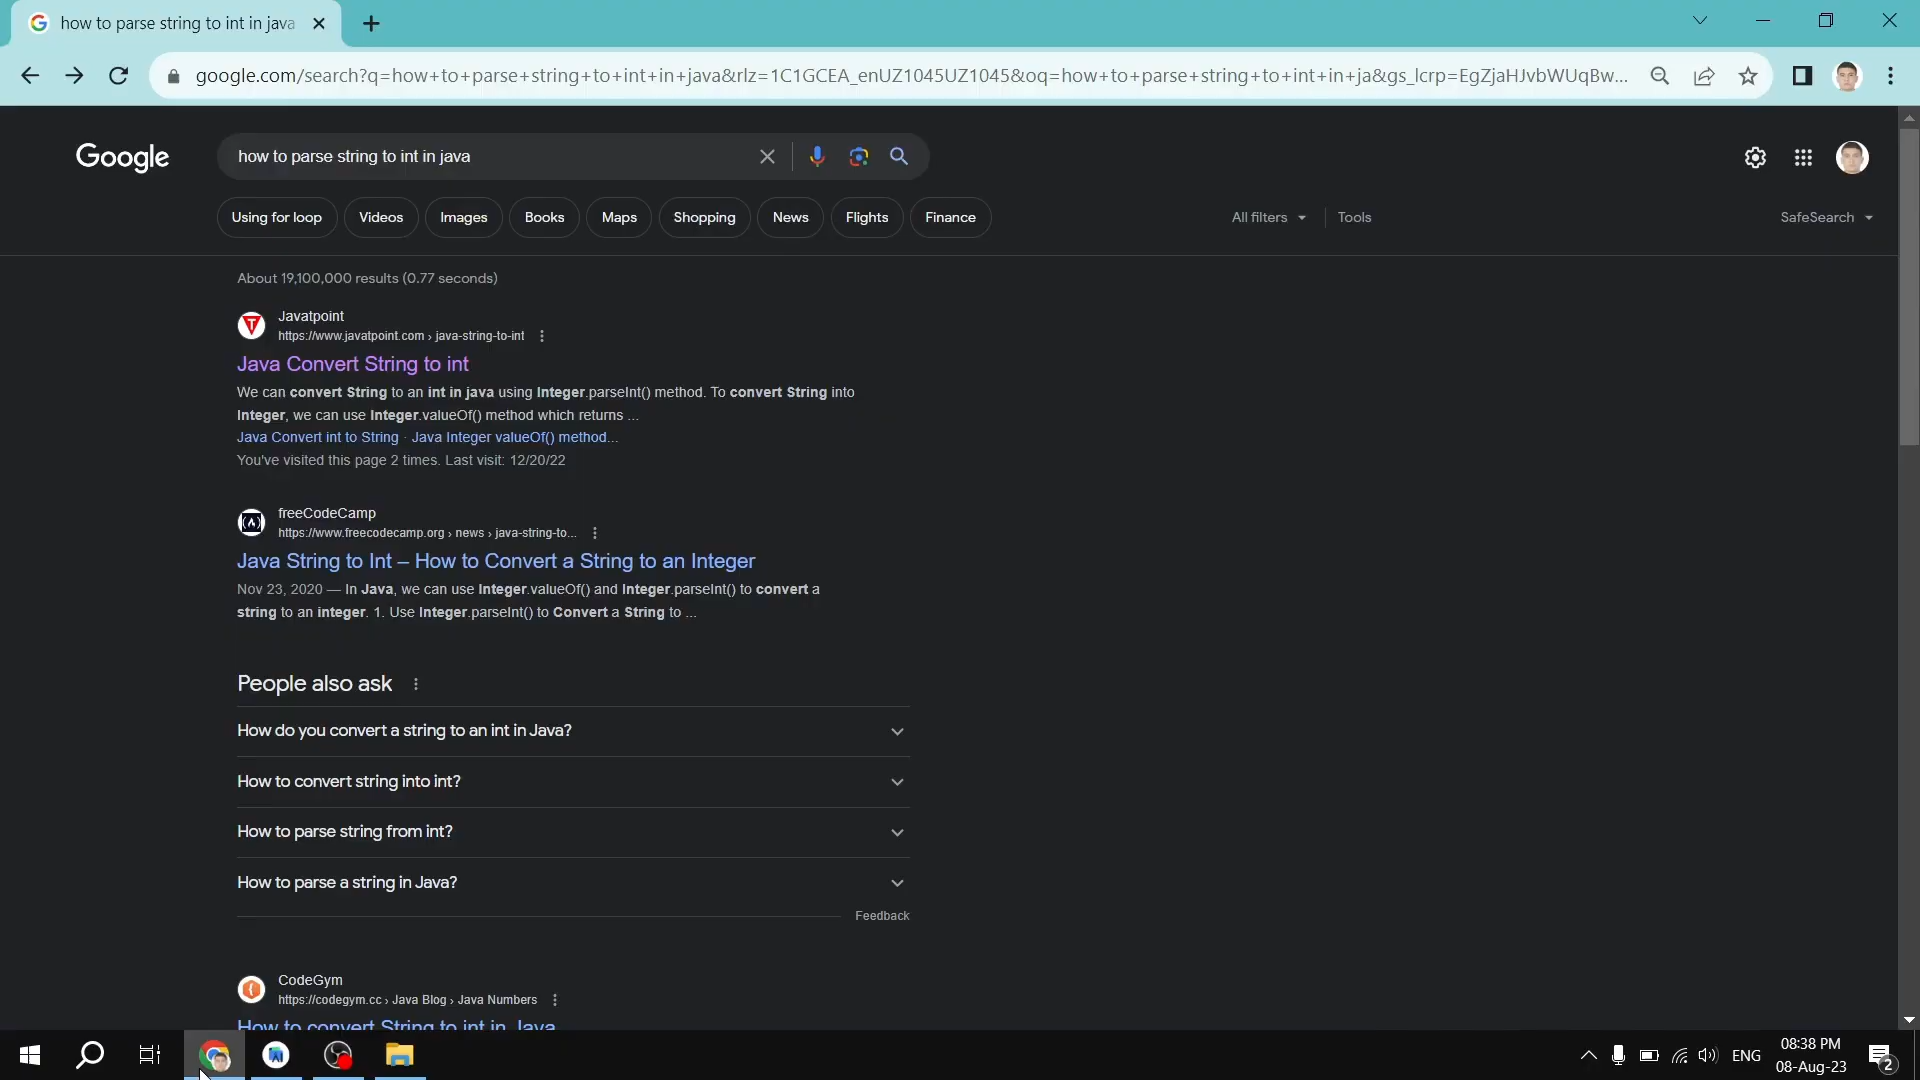 how to parse string to int in java
google.com/search?q=how+to+parse+string+to+int+in+java&rlz=1C1GCEA_enUZ1045UZ1045&oq=how+to+parse+string+to+int+in+ja&gs_lcrp=EgZjaHJvbWUqBw...
Google
how to parse string to int in java
Using for loop
Videos
Images
Books
Maps
Shopping
News
Flights
Finance
All filters
Tools
SafeSearch
About 19,100,000 results (0.77 seconds)
Javatpoint
https://www.javatpoint.com › java-string-to-int
Java Convert String to int
We can convert String to an int in java using Integer.parseInt() method. To convert String into
Integer, we can use Integer.valueOf() method which returns ...
Java Convert int to String · Java Integer valueOf() method...
You've visited this page 2 times. Last visit: 12/20/22
freeCodeCamp
https://www.freecodecamp.org › news › java-string-to...
Java String to Int – How to Convert a String to an Integer
Nov 23, 2020 — In Java, we can use Integer.valueOf() and Integer.parseInt() to convert a
string to an integer. 1. Use Integer.parseInt() to Convert a String to ...
People also ask
How do you convert a string to an int in Java?
How to convert string into int?
How to parse string from int?
How to parse a string in Java?
Feedback
CodeGym
https://codegym.cc › Java Blog › Java Numbers
How to convert String to int in Java
ENG
08:38 PM
08-Aug-23
2